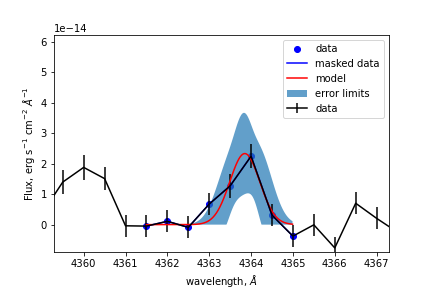 1e−14
data
masked data
model
error limits
data
6
5
4
3
2
1
0
Flux, erg s⁻¹ cm⁻² Å⁻¹
4360 4361 4362 4363 4364 4365 4366 4367
wavelength, Å